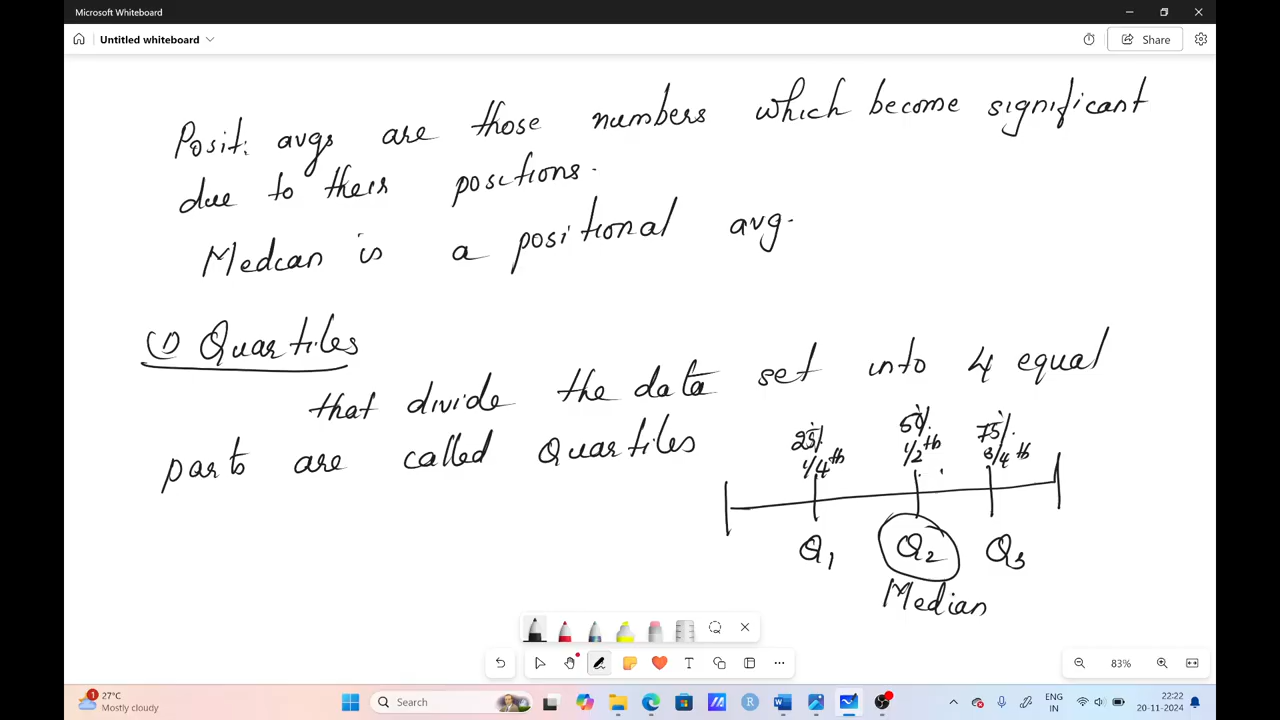 Microsoft Whiteboard
Untitled whiteboard
Share
Posit. avgs are those numbers which become significant
due to their positions.
Median is a positional avg.
(1) Quartiles
that divide the data set into 4 equal
parts are called Quartiles
25% 50% 75%
1/4th 1/2th 3/4th
Q1 Q2 Q3
Median
83%
1
27°C
Mostly cloudy
Search
ENG
IN
22:22
20-11-2024